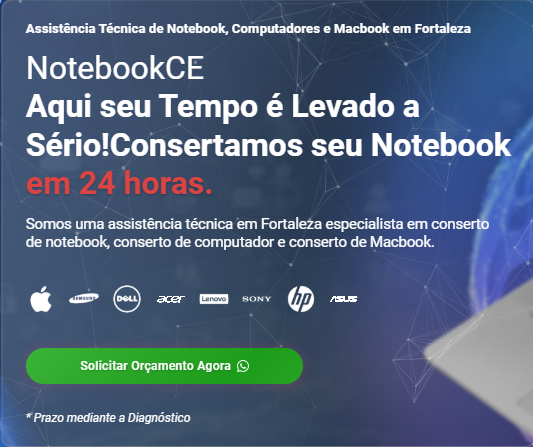 Assistência Técnica de Notebook, Computadores e Macbook em Fortaleza
NotebookCE
Aqui seu Tempo é Levado a
Sério!Consertamos seu Notebook
em 24 horas.
Somos uma assistência técnica em Fortaleza especialista em conserto
de notebook, conserto de computador e conserto de Macbook.
SAMSUNG DELL acer Lenovo SONY hp ASUS
Solicitar Orçamento Agora
* Prazo mediante a Diagnóstico